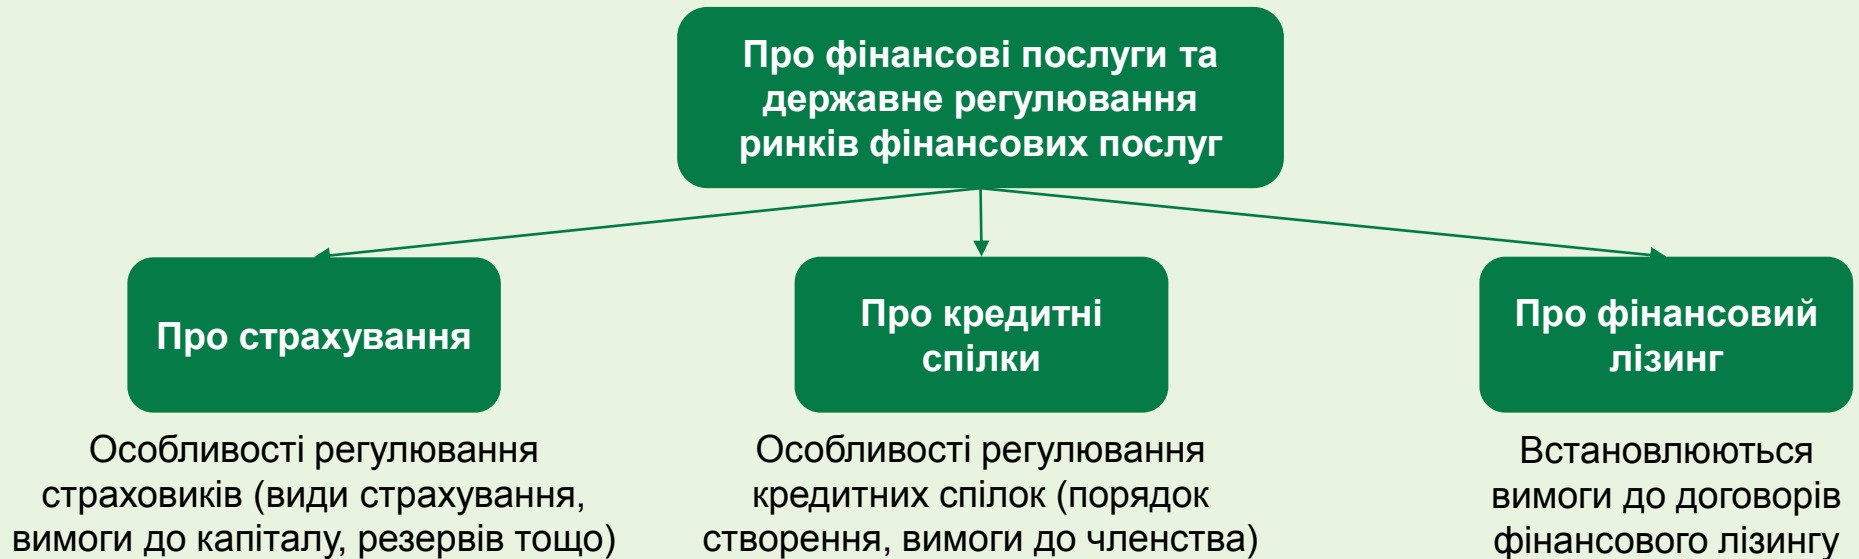 Про фінансові послуги та
державне регулювання
ринків фінансових послуг
Про страхування
Про кредитні
спілки
Про фінансовий
лізинг
Особливості регулювання
страховиків (види страхування,
вимоги до капіталу, резервів тощо)
Особливості регулювання
кредитних спілок (порядок
створення, вимоги до членства)
Встановлюються
вимоги до договорів
фінансового лізингу